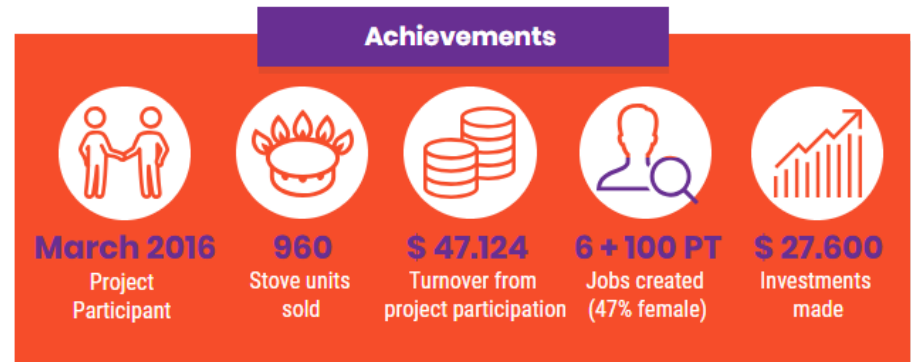 Achievements
March 2016
Project
Participant
960
Stove units
sold
$ 47.124
Turnover from
project participation
6 + 100 PT
Jobs created
(47% female)
$ 27.600
Investments
made